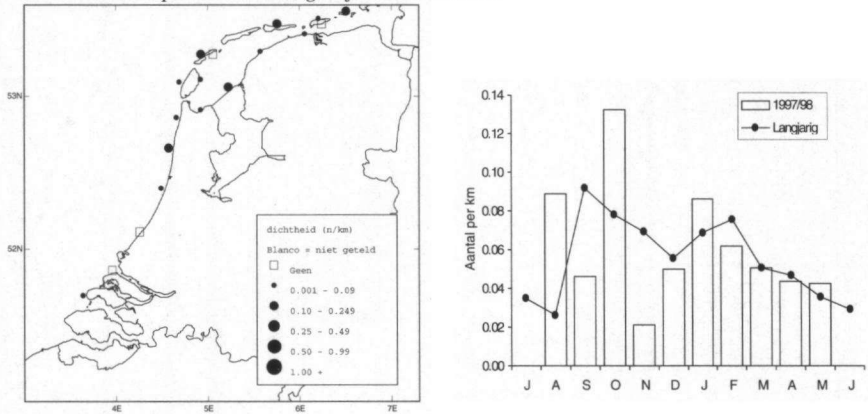 53N
52N
4E 5E 6E 7E
dichtheid (n/km)
Blanco = niet geteld
Geen
0.001 - 0.09
0.10 - 0.249
0.25 - 0.49
0.50 - 0.99
1.00 +
Aantal per km
0.14
0.12
0.10
0.08
0.06
0.04
0.02
0.00
1997/98
Langjarig
J A S O N D J F M A M J